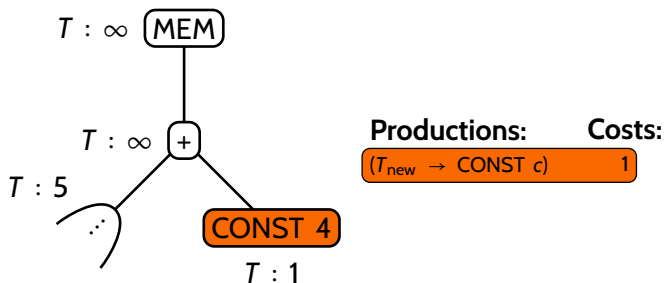 T : ∞ MEM
T : ∞ +
Productions: Costs:
(T_new → CONST c) 1
T : 5
⋰
CONST 4
T : 1